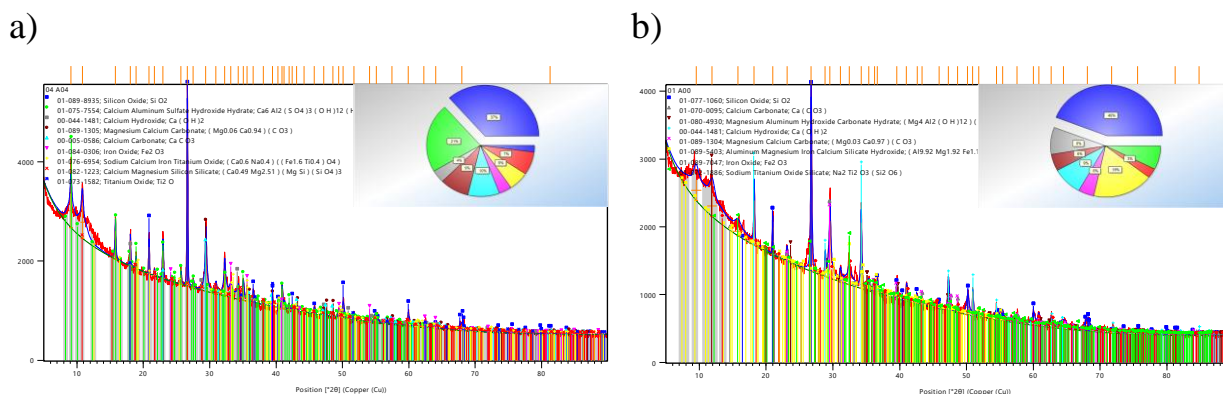 a)
04 A04
01-089-8935; Silicon Oxide; Si O2
01-075-7554; Calcium Aluminum Sulfate Hydroxide Hydrate; Ca6 Al2 ( S O4 )3 ( O H )12 ( H
00-044-1481; Calcium Hydroxide; Ca ( O H )2
01-089-1305; Magnesium Calcium Carbonate; ( Mg0.06 Ca0.94 ) ( C O3 )
00-005-0586; Calcium Carbonate; Ca C O3
01-084-0306; Iron Oxide; Fe2 O3
01-076-6954; Sodium Calcium Iron Titanium Oxide; ( Ca0.6 Na0.4 ) ( Fe1.6 Ti0.4 ) O4 )
01-082-1223; Calcium Magnesium Silicon Silicate; ( Ca0.49 Mg2.51 ) ( Mg Si ) (Si O4 )3
01-073-1582; Titanium Oxide; Ti2 O
4000
2000
0
10 20 30 40 50 60 70 80
Position [°2θ] (Copper (Cu))
b)
01 A00
01-077-1060; Silicon Oxide; Si O2
01-070-0095; Calcium Carbonate; Ca ( C O3 )
01-080-4930; Magnesium Aluminum Hydroxide Carbonate Hydrate; ( Mg4 Al2 ( O H )12 ) (
00-044-1481; Calcium Hydroxide; Ca ( O H )2
01-089-1304; Magnesium Calcium Carbonate; ( Mg0.03 Ca0.97 ) ( C O3 )
Aluminum Magnesium Iron Calcium Silicate Hydroxide; ( Al9.92 Mg1.92 Fe1.
Iron Oxide; Fe2 O3
Sodium Titanium Oxide Silicate; Na2 Ti2 O3 ( Si2 O6 )
4000
3000
2000
1000
0
10 20 30 40 50 60 70 80
Position [°2θ] (Copper (Cu))